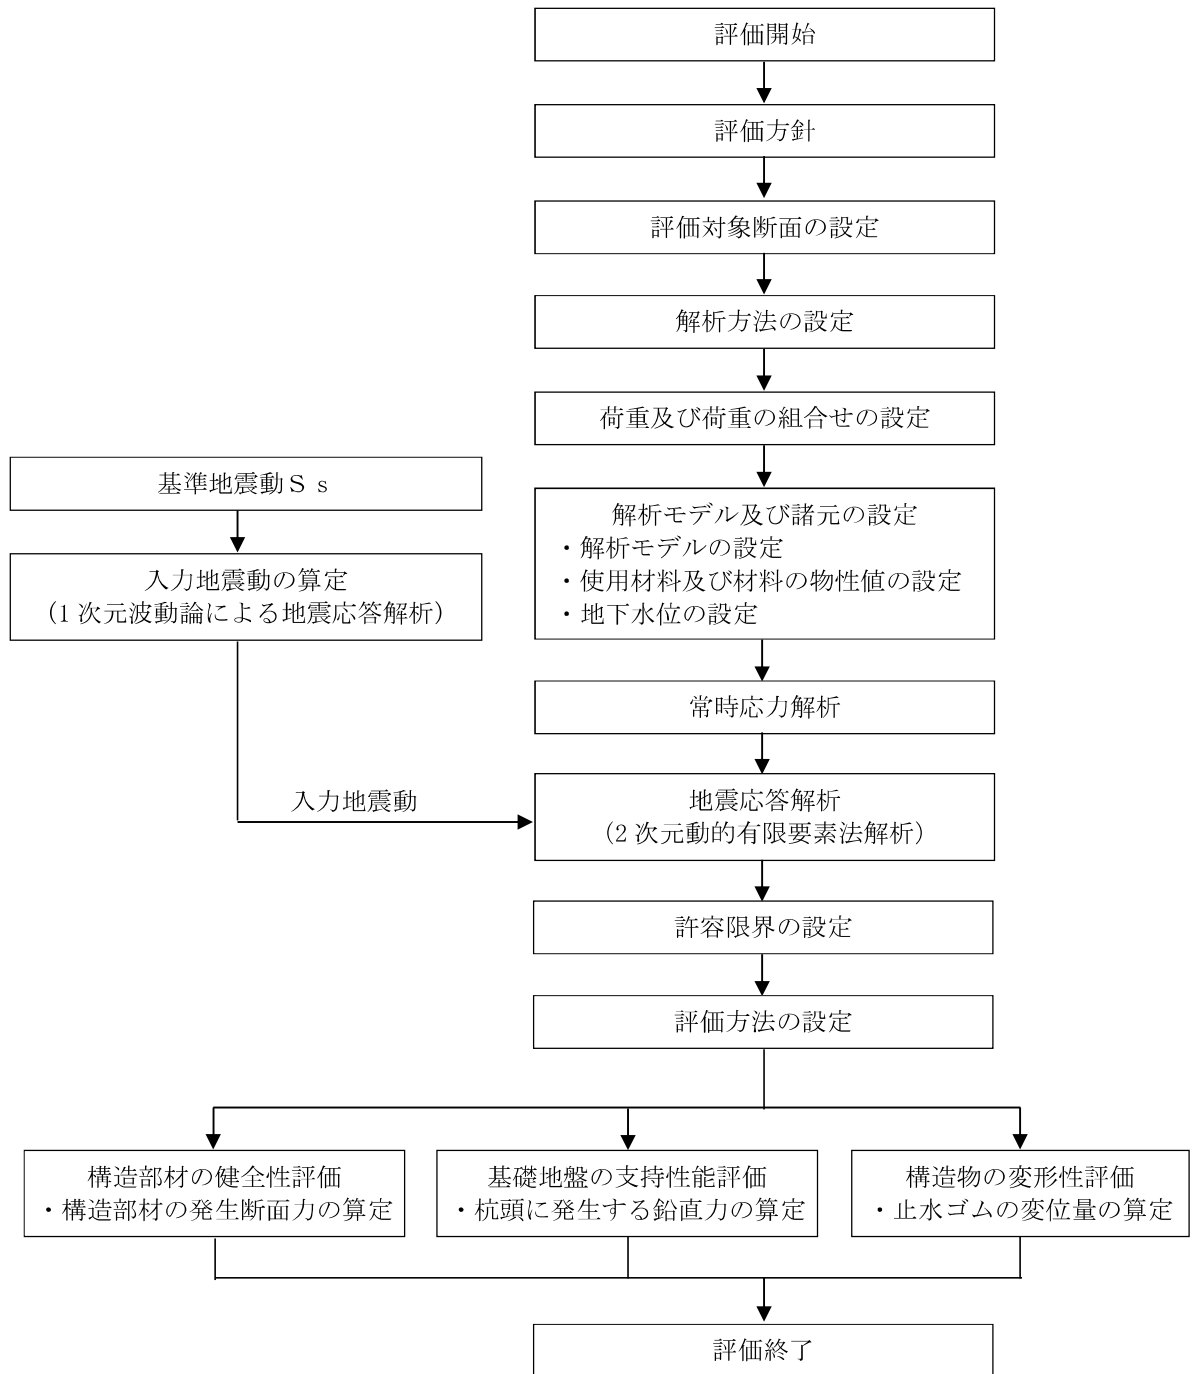 評価開始
評価方針
評価対象断面の設定
解析方法の設定
荷重及び荷重の組合せの設定
基準地震動Ｓｓ
入力地震動の算定
（1 次元波動論による地震応答解析）
解析モデル及び諸元の設定
・解析モデルの設定
・使用材料及び材料の物性値の設定
・地下水位の設定
常時応力解析
入力地震動
地震応答解析
（2 次元動的有限要素法解析）
許容限界の設定
評価方法の設定
構造部材の健全性評価
・構造部材の発生断面力の算定
基礎地盤の支持性能評価
・杭頭に発生する鉛直力の算定
構造物の変形性評価
・止水ゴムの変位量の算定
評価終了